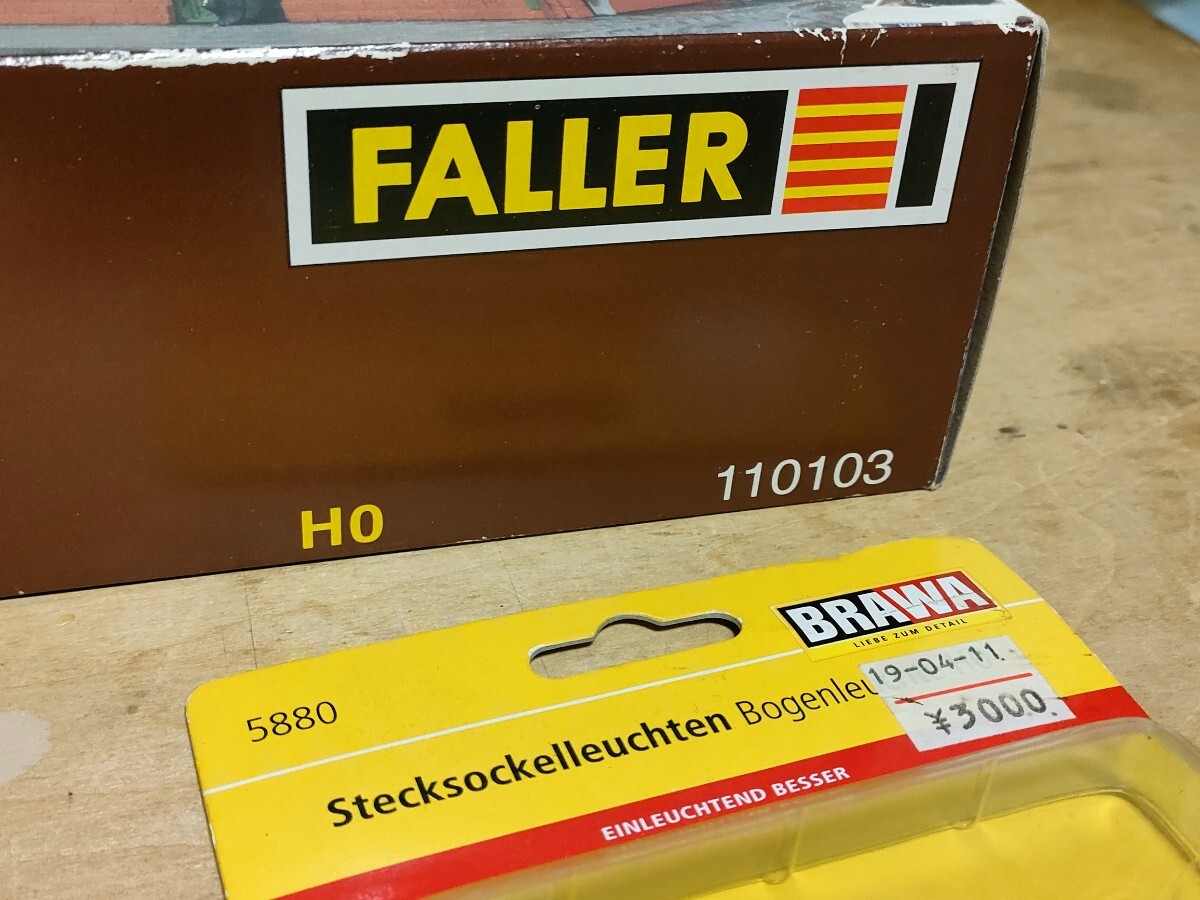 FALLER
110103
H0
BRAWA
LIEBE ZUM DETAIL
5880
19-04-11.
¥3000.
Stecksockelleuchten
EINLEUCHTEND BESSER